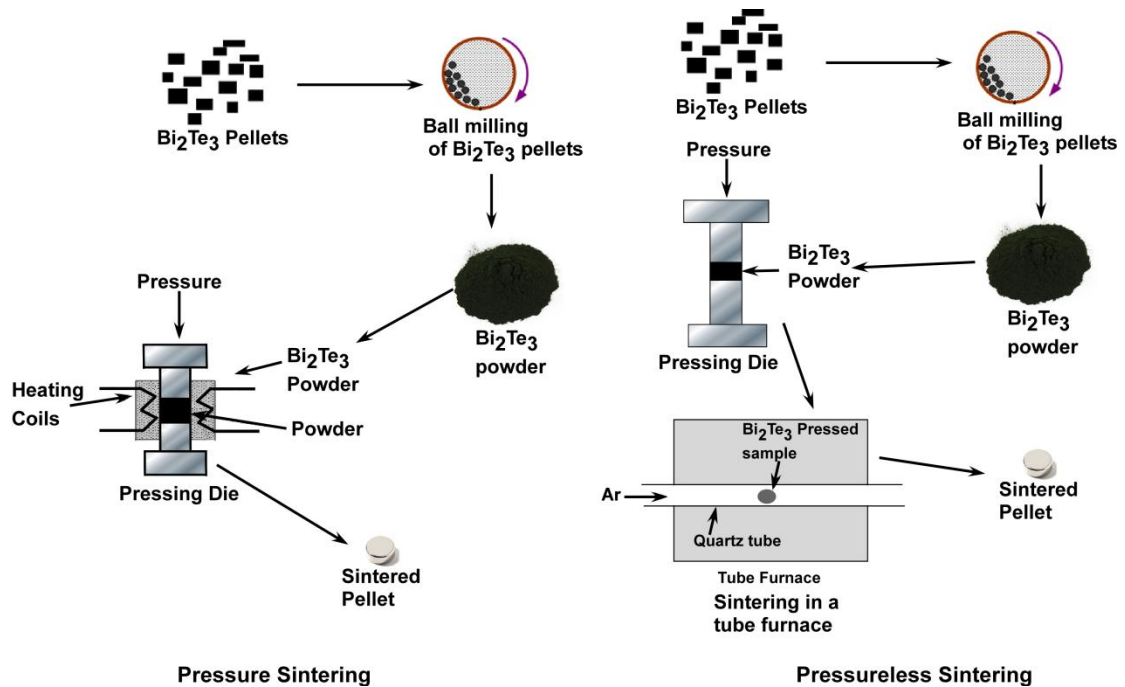 Bi₂Te₃ Pellets
Ball milling
of Bi₂Te₃ pellets
Bi₂Te₃
powder
Pressure
Bi₂Te₃
Powder
Heating
Coils
Powder
Pressing Die
Sintered
Pellet
Pressure Sintering
Bi₂Te₃ Pellets
Ball milling
of Bi₂Te₃ pellets
Pressure
Bi₂Te₃
Powder
Bi₂Te₃
powder
Pressing Die
Bi₂Te₃ Pressed
sample
Ar
Quartz tube
Tube Furnace
Sintering in a
tube furnace
Sintered
Pellet
Pressureless Sintering